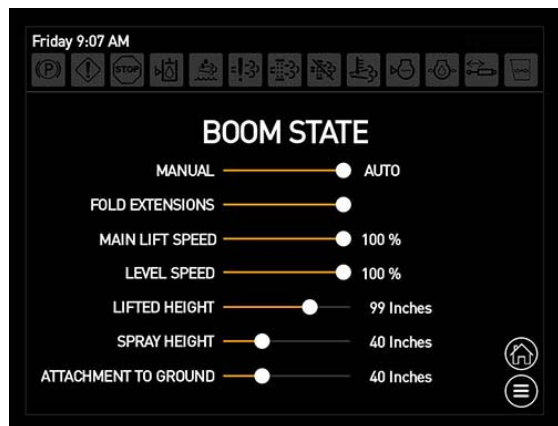 Friday 9:07 AM
(P)
!
STOP
BOOM STATE
MANUAL AUTO
FOLD EXTENSIONS
MAIN LIFT SPEED 100 %
LEVEL SPEED 100 %
LIFTED HEIGHT 99 Inches
SPRAY HEIGHT 40 Inches
ATTACHMENT TO GROUND 40 Inches